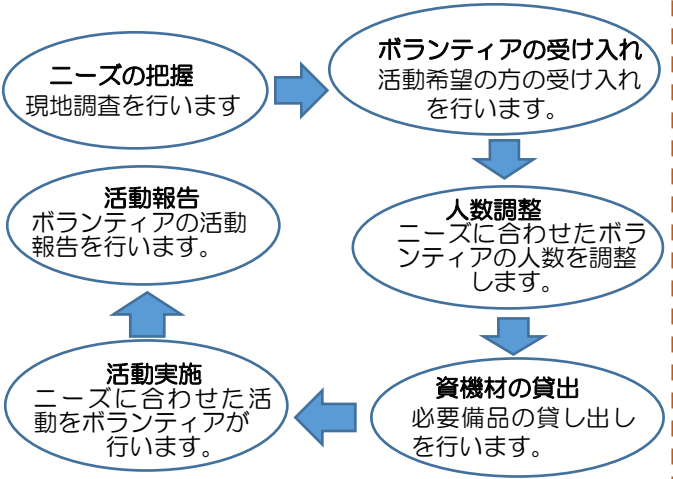 ニーズの把握
現地調査を行います
ボランティアの受け入れ
活動希望の方の受け入れ
を行います。
人数調整
ニーズに合わせたボラ
ンティアの人数を調整
します。
資機材の貸出
必要備品の貸し出し
を行います。
活動実施
ニーズに合わせた活
動をボランティアが
行います。
活動報告
ボランティアの活動
報告を行います。